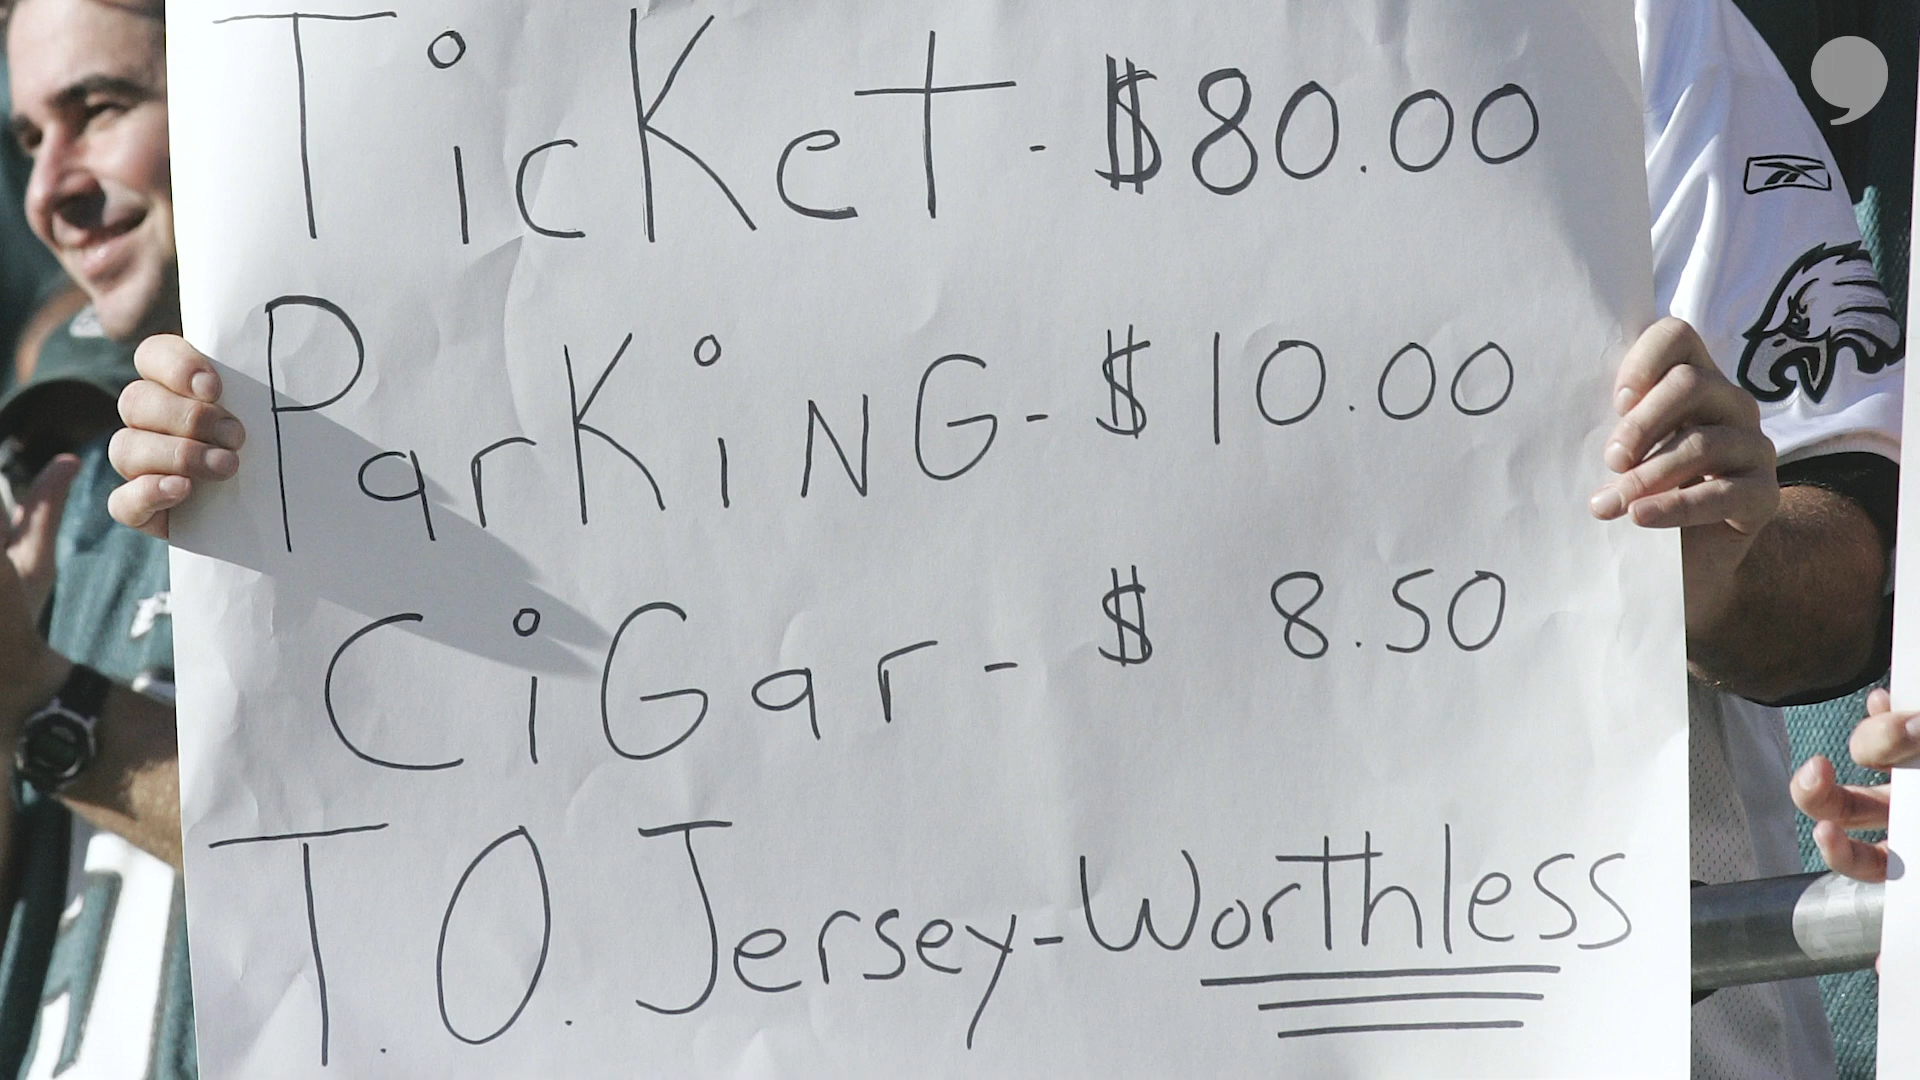 TicKet - $80.00
ParKiNG - $10.00
CiGar - $ 8.50
T.O. Jersey - Worthless